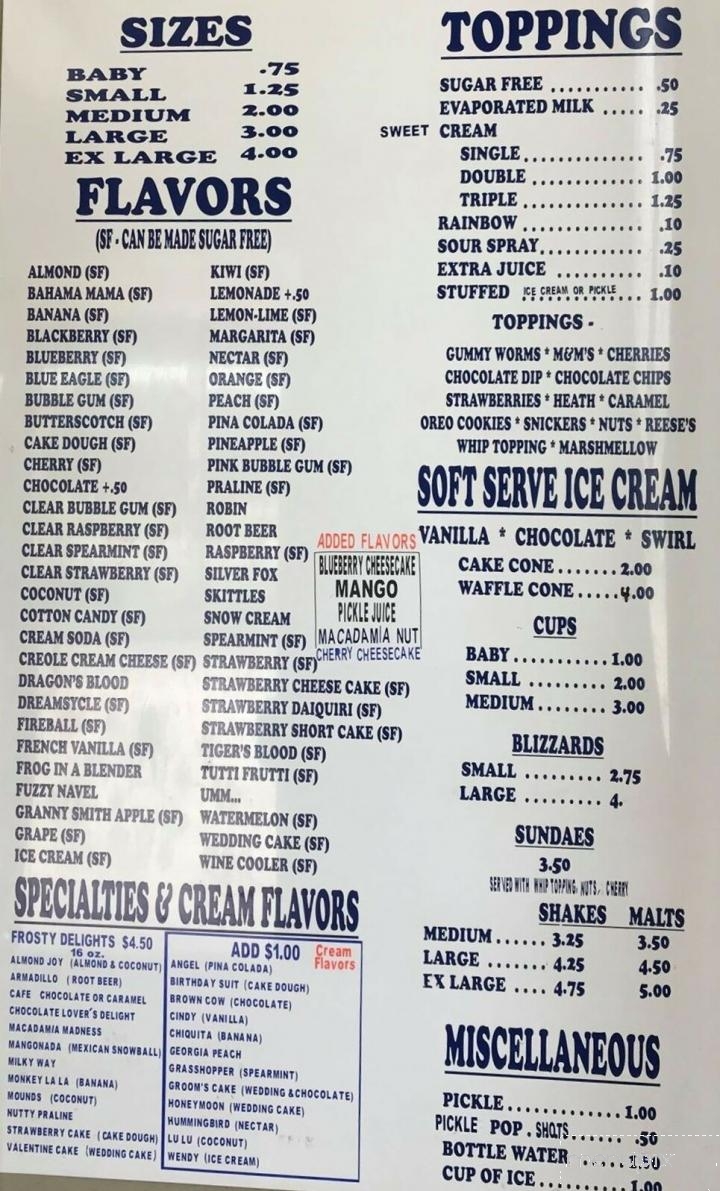 SIZES
BABY .75
SMALL 1.25
MEDIUM 2.00
LARGE 3.00
EX LARGE 4.00
FLAVORS
(SF - CAN BE MADE SUGAR FREE)
ALMOND (SF)
BAHAMA MAMA (SF)
BANANA (SF)
BLACKBERRY (SF)
BLUEBERRY (SF)
BLUE EAGLE (SF)
BUBBLE GUM (SF)
BUTTERSCOTCH (SF)
CAKE DOUGH (SF)
CHERRY (SF)
CHOCOLATE +.50
CLEAR BUBBLE GUM (SF)
CLEAR RASPBERRY (SF)
CLEAR SPEARMINT (SF)
CLEAR STRAWBERRY (SF)
COCONUT (SF)
COTTON CANDY (SF)
CREAM SODA (SF)
CREOLE CREAM CHEESE (SF)
DRAGON'S BLOOD
DREAMSYCLE (SF)
FIREBALL (SF)
FRENCH VANILLA (SF)
FROG IN A BLENDER
FUZZY NAVEL
GRANNY SMITH APPLE (SF)
GRAPE (SF)
ICE CREAM (SF)
KIWI (SF)
LEMONADE +.50
LEMON-LIME (SF)
MARGARITA (SF)
NECTAR (SF)
ORANGE (SF)
PEACH (SF)
PINA COLADA (SF)
PINEAPPLE (SF)
PINK BUBBLE GUM (SF)
PRALINE (SF)
ROBIN
ROOT BEER
RASPBERRY (SF)
SILVER FOX
SKITTLES
SNOW CREAM
SPEARMINT (SF)
STRAWBERRY (SF)
STRAWBERRY CHEESE CAKE (SF)
STRAWBERRY DAIQUIRI (SF)
STRAWBERRY SHORT CAKE (SF)
TIGER'S BLOOD (SF)
TUTTI FRUTTI (SF)
UMM...
WATERMELON (SF)
WEDDING CAKE (SF)
WINE COOLER (SF)
ADDED FLAVORS
BLUEBERRY CHEESECAKE
MANGO
PICKLE JUICE
MACADAMIA NUT
CHERRY CHEESECAKE
SPECIALTIES & CREAM FLAVORS
FROSTY DELIGHTS $4.50
16 oz.
ALMOND JOY (ALMOND & COCONUT)
ARMADILLO (ROOT BEER)
CAFE CHOCOLATE OR CARAMEL
CHOCOLATE LOVER'S DELIGHT
MACADAMIA MADNESS
MANGONADA (MEXICAN SNOWBALL)
MILKY WAY
MONKEY LA LA (BANANA)
MOUNDS (COCONUT)
NUTTY PRALINE
STRAWBERRY CAKE (CAKE DOUGH)
VALENTINE CAKE (WEDDING CAKE)
ADD $1.00 Cream
Flavors
ANGEL (PINA COLADA)
BIRTHDAY SUIT (CAKE DOUGH)
BROWN COW (CHOCOLATE)
CINDY (VANILLA)
CHIQUITA (BANANA)
GEORGIA PEACH
GRASSHOPPER (SPEARMINT)
GROOM'S CAKE (WEDDING & CHOCOLATE)
HONEYMOON (WEDDING CAKE)
HUMMINGBIRD (NECTAR)
LU LU (COCONUT)
WENDY (ICE CREAM)
TOPPINGS
SUGAR FREE ........... .50
EVAPORATED MILK ..... .25
SWEET CREAM
SINGLE............... .75
DOUBLE............... 1.00
TRIPLE............... 1.25
RAINBOW.............. .10
SOUR SPRAY............ .25
EXTRA JUICE .......... .10
STUFFED ICE CREAM OR PICKLE ... 1.00
TOPPINGS -
GUMMY WORMS * M&M'S * CHERRIES
CHOCOLATE DIP * CHOCOLATE CHIPS
STRAWBERRIES * HEATH * CARAMEL
OREO COOKIES * SNICKERS * NUTS * REESE'S
WHIP TOPPING * MARSHMELLOW
SOFT SERVE ICE CREAM
VANILLA * CHOCOLATE * SWIRL
CAKE CONE.......2.00
WAFFLE CONE.....4.00
CUPS
BABY............1.00
SMALL ......... 2.00
MEDIUM......... 3.00
BLIZZARDS
SMALL ......... 2.75
LARGE ......... 4.
SUNDAES
3.50
SERVED WITH WHIP TOPPING, NUTS, CHERRY
SHAKES MALTS
MEDIUM...... 3.25 3.50
LARGE ....... 4.25 4.50
EX LARGE .... 4.75 5.00
MISCELLANEOUS
PICKLE.............1.00
PICKLE POP . SHOTS....... .50
BOTTLE WATER ....... 1.50
CUP OF ICE...........1.00